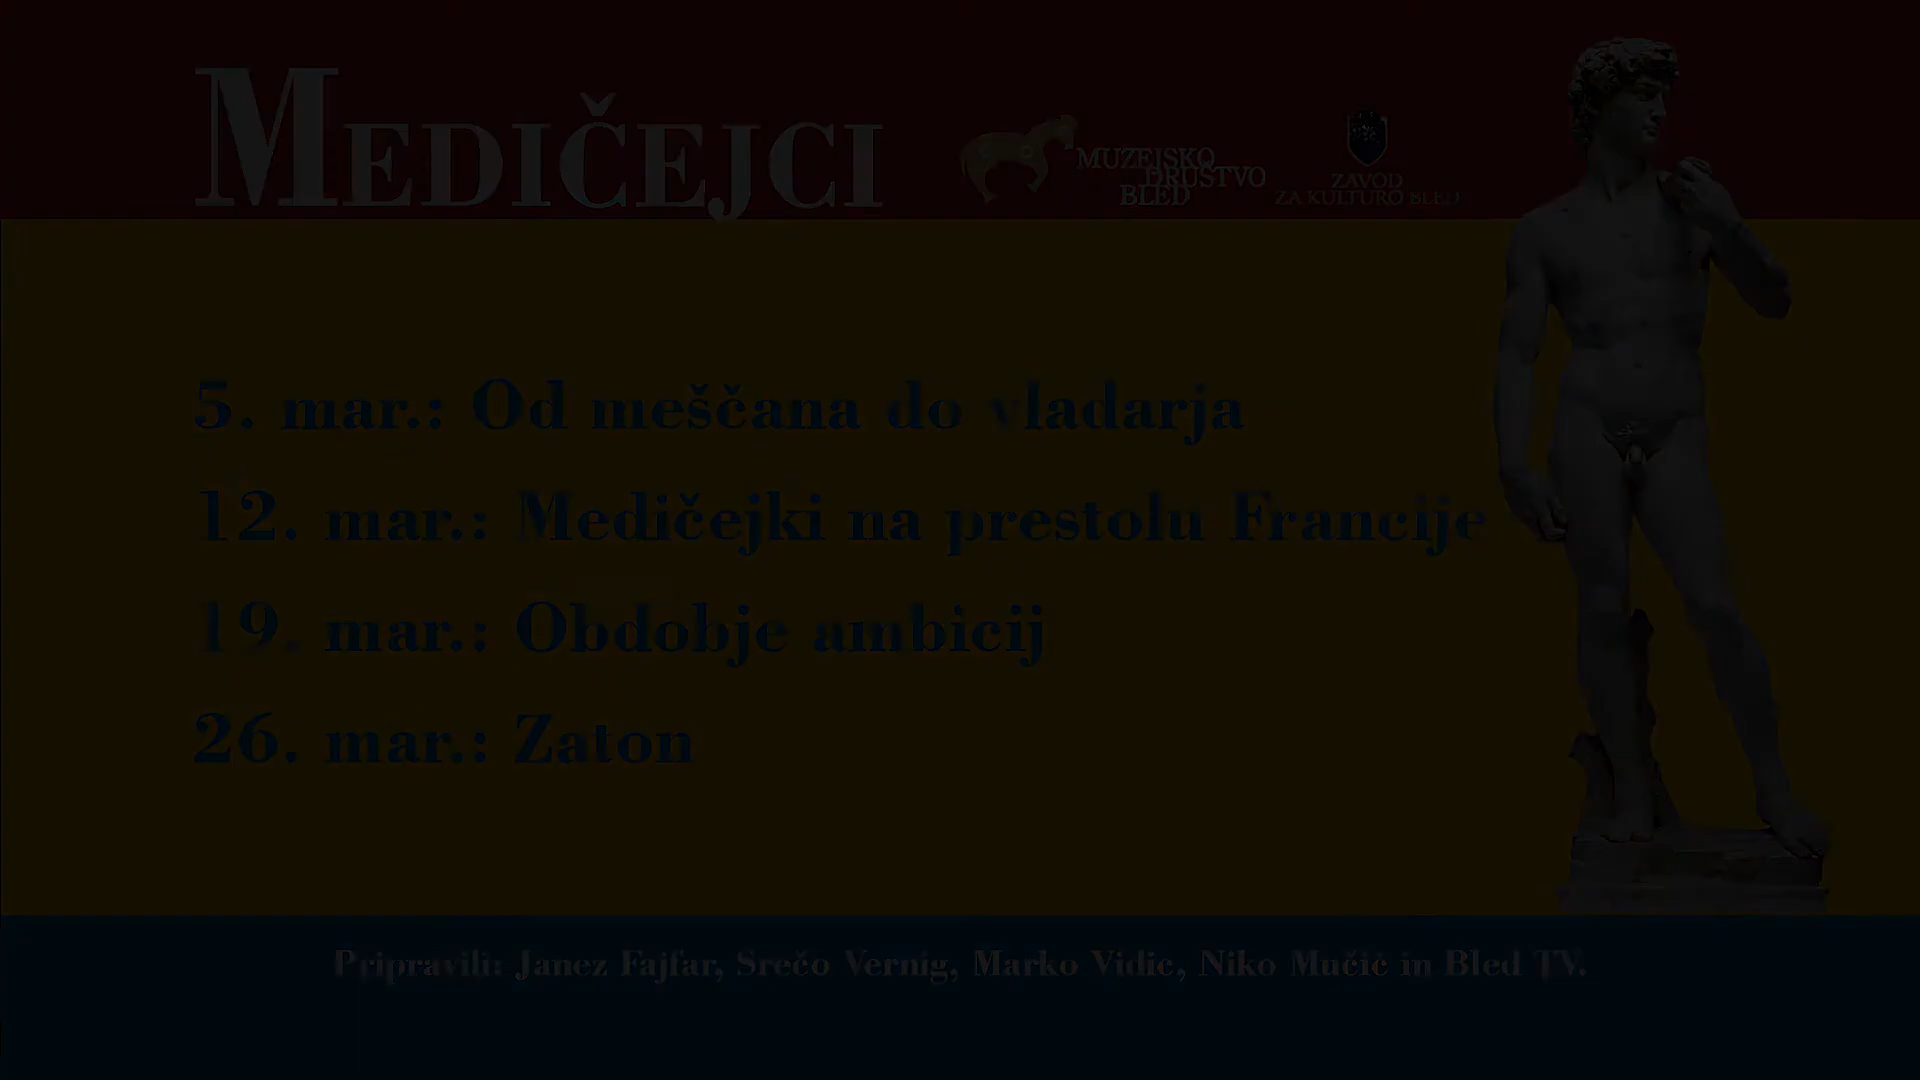 MEDIČEJCI
MUZEJSKO
DRUŠTVO
BLED
ZAVOD
ZA KULTURO BLED
5. mar.: Od meščana do vladarja
12. mar.: Medičejki na prestolu Francije
19. mar.: Obdobje ambicij
26. mar.: Zaton
Pripravili: Janez Fajfar, Srečo Vernig, Marko Vidic, Niko Mučić in Bled TV.